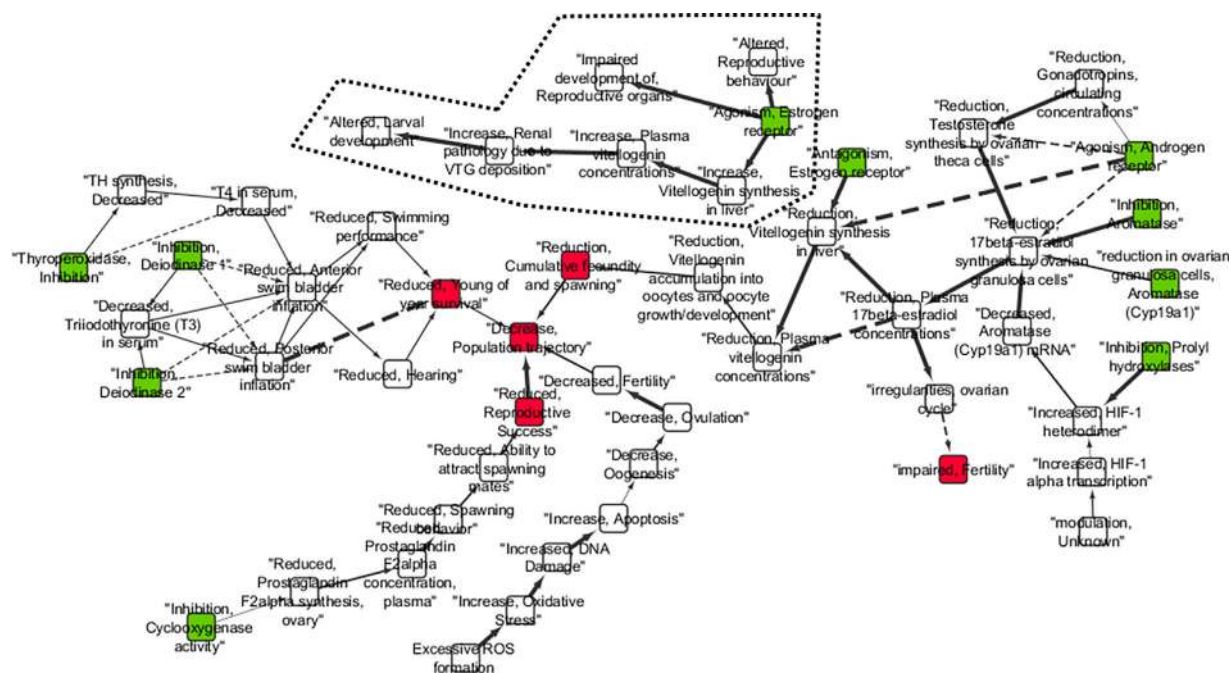 "Impaired
development of,
Reproductive organs"
"Altered,
Reproductive
behaviour"
"Agonism, Estrogen
receptor"
"Altered, Larval
development"
"Increase, Renal
pathology due to
VTG deposition"
"Increase, Plasma
vitellogenin
concentrations"
"Increase,
Vitellogenin synthesis
in liver"
"Reduction,
Gonadotropins,
circulating
concentrations"
"Reduction,
Testosterone
synthesis by ovarian
theca cells"
"Agonism, Androgen
receptor"
"Antagonism,
Estrogen receptor"
"TH synthesis,
Decreased"
"T4 in serum,
Decreased"
"Reduced, Swimming
performance"
"Thyroperoxidase,
Inhibition"
"Inhibition,
Deiodinase 1"
"Reduced, Anterior
swim bladder
inflation"
"Reduced, Young of
year survival"
"Reduction,
Cumulative fecundity
and spawning"
"Reduction, Vitellogenin
accumulation into
oocytes and oocyte
growth/development"
"Reduction,
Vitellogenin synthesis
in liver"
"Reduction,
17beta-estradiol
synthesis by ovarian
granulosa cells"
"Inhibition,
Aromatase"
"reduction in ovarian
granulosa cells,
Aromatase
(Cyp19a1)"
"Decreased,
Triiodothyronine (T3)
in serum"
"Reduced, Posterior
swim bladder
inflation"
"Inhibition,
Deiodinase 2"
"Reduced, Hearing"
"Decrease,
Population trajectory"
"Reduction, Plasma
vitellogenin
concentrations"
"Reduction, Plasma
17beta-estradiol
concentrations"
"Decreased,
Aromatase
(Cyp19a1) mRNA"
"Inhibition, Prolyl
hydroxylases"
"Decreased, Fertility"
"Reduced,
Reproductive
Success"
"Decrease, Ovulation"
"irregularities, ovarian
cycle"
"Increased, HIF-1
heterodimer"
"Reduced, Ability to
attract spawning
mates"
"Decrease,
Oogenesis"
"impaired, Fertility"
"Increased, HIF-1
alpha transcription"
"Reduced, Spawning
behavior"
"Increase, Apoptosis"
"modulation,
Unknown"
"Reduced,
Prostaglandin
F2alpha
concentration,
plasma"
"Increased, DNA
Damage"
"Reduced,
Prostaglandin
F2alpha synthesis,
ovary"
"Increase, Oxidative
Stress"
"Inhibition,
Cyclooxygenase
activity"
Excessive ROS
formation